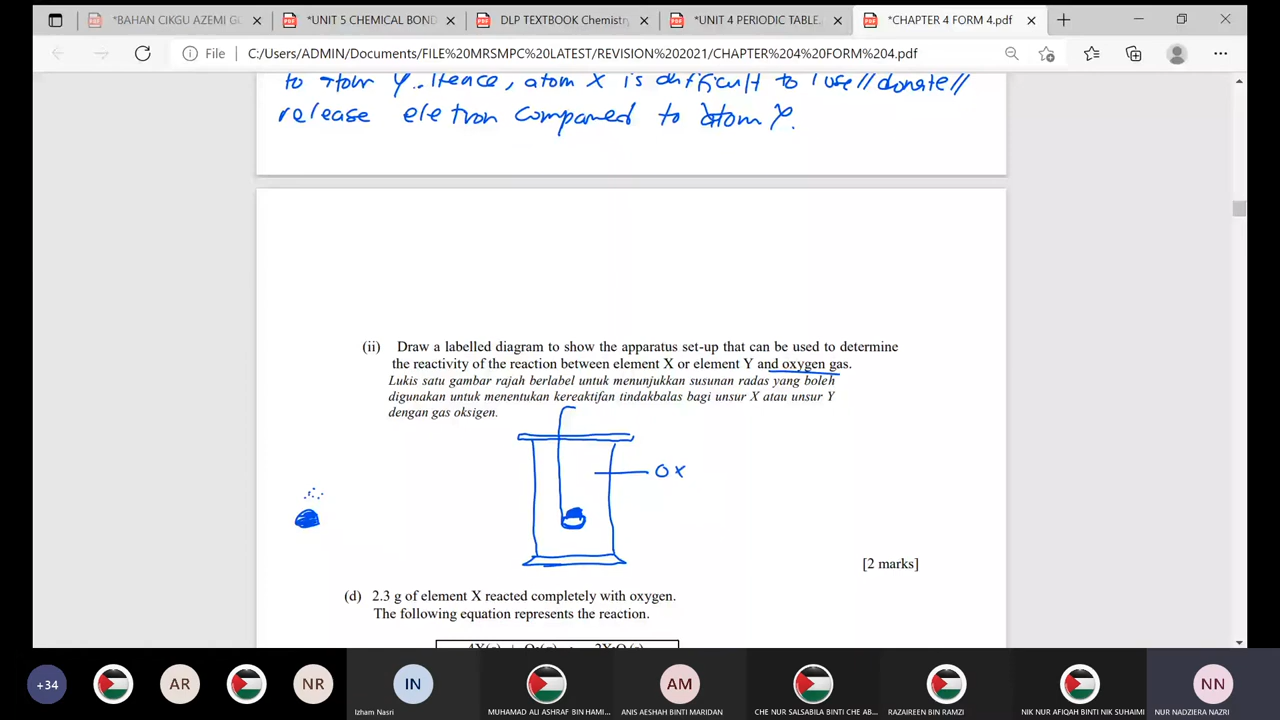 *BAHAN CIKGU AZEMI G
*UNIT 5 CHEMICAL BOND
DLP TEXTBOOK Chemistry
*UNIT 4 PERIODIC TABLE
*CHAPTER 4 FORM 4.pdf
File
C:/Users/ADMIN/Documents/FILE%20MRSMPC%20LATEST/REVISION%202021/CHAPTER%204%20FORM%204.pdf
to atom Y. Hence, atom X is difficult to lose//donate//
release eletron compared to atom Y.
(ii) Draw a labelled diagram to show the apparatus set-up that can be used to determine
the reactivity of the reaction between element X or element Y and oxygen gas.
Lukis satu gambar rajah berlabel untuk menunjukkan susunan radas yang boleh
digunakan untuk menentukan kereaktifan tindakbalas bagi unsur X atau unsur Y
dengan gas oksigen.
OX
[2 marks]
(d) 2.3 g of element X reacted completely with oxygen.
The following equation represents the reaction.
+34
AR
NR
IN
AM
NN
Izham Nasri
MUHAMAD ALI ASHRAF BIN HAMI...
ANIS AEŞHAH BINTI MARIDAN
CHE NUR SALSABILA BINTI CHE AB...
RAZAIREEN BIN RAMZI
NIK NUR AFIQAH BINTI NIK SUHAIMI
NUR NADZIERA NAZRI